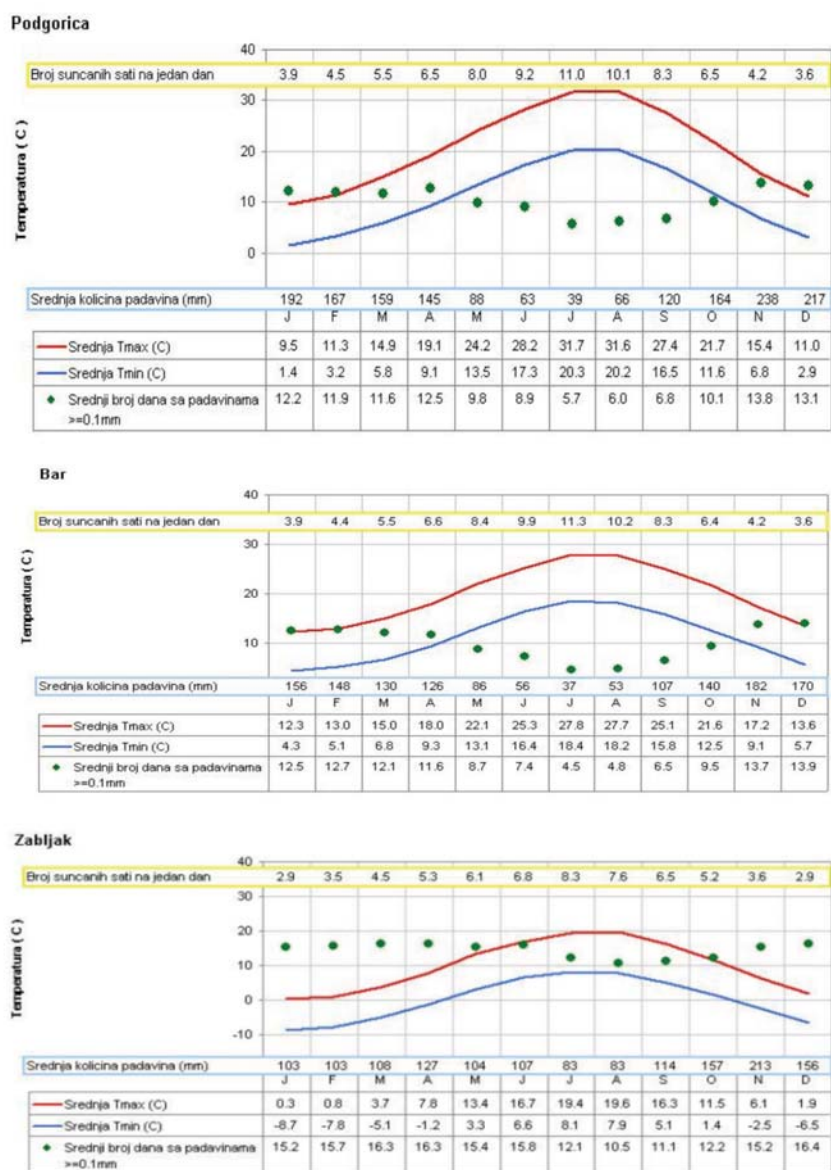 Podgorica
40
Broj suncanih sati na jedan dan 3.9 4.5 5.5 6.5 8.0 9.2 11.0 10.1 8.3 6.5 4.2 3.6
30
20
10
0
Temperatura ( C )
Srednja kolicina padavina (mm) 192 167 159 145 88 63 39 66 120 164 238 217
J F M A M J J A S O N D
Srednja Tmax (C) 9.5 11.3 14.9 19.1 24.2 28.2 31.7 31.6 27.4 21.7 15.4 11.0
Srednja Tmin (C) 1.4 3.2 5.8 9.1 13.5 17.3 20.3 20.2 16.5 11.6 6.8 2.9
Srednji broj dana sa padavinama 12.2 11.9 11.6 12.5 9.8 8.9 5.7 6.0 6.8 10.1 13.8 13.1
>=0.1mm
Bar
40
Broj suncanih sati na jedan dan 3.9 4.4 5.5 6.6 8.4 9.9 11.3 10.2 8.3 6.4 4.2 3.6
30
20
10
Temperatura ( C )
Srednja kolicina padavina (mm) 156 148 130 126 86 56 37 53 107 140 182 170
J F M A M J J A S O N D
Srednja Tmax (C) 12.3 13.0 15.0 18.0 22.1 25.3 27.8 27.7 25.1 21.6 17.2 13.6
Srednja Tmin (C) 4.3 5.1 6.8 9.3 13.1 16.4 18.4 18.2 15.8 12.5 9.1 5.7
Srednji broj dana sa padavinama 12.5 12.7 12.1 11.6 8.7 7.4 4.5 4.8 6.5 9.5 13.7 13.9
>=0.1mm
Zabljak
40
Broj suncanih sati na jedan dan 2.9 3.5 4.5 5.3 6.1 6.8 8.3 7.6 6.5 5.2 3.6 2.9
30
20
10
0
-10
Temperatura ( C )
Srednja kolicina padavina (mm) 103 103 108 127 104 107 83 83 114 157 213 156
J F M A M J J A S O N D
Srednja Tmax (C) 0.3 0.8 3.7 7.8 13.4 16.7 19.4 19.6 16.3 11.5 6.1 1.9
Srednja Tmin (C) -8.7 -7.8 -5.1 -1.2 3.3 6.6 8.1 7.9 5.1 1.4 -2.5 -6.5
Srednji broj dana sa padavinama 15.2 15.7 16.3 16.3 15.4 15.8 12.1 10.5 11.1 12.2 15.2 16.4
>=0.1mm